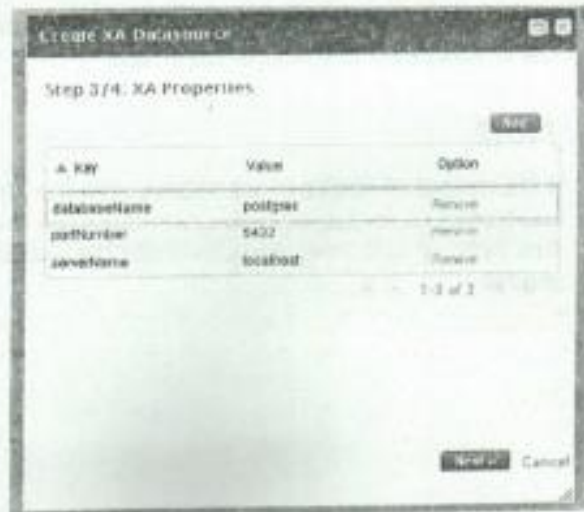 Create XA Datasource
Step 3/4: XA Properties
Add
Key Value Option
databaseName postgres Remove
portNumber 5432 Remove
serverName localhost Remove
1-3 of 3
Next » Cancel